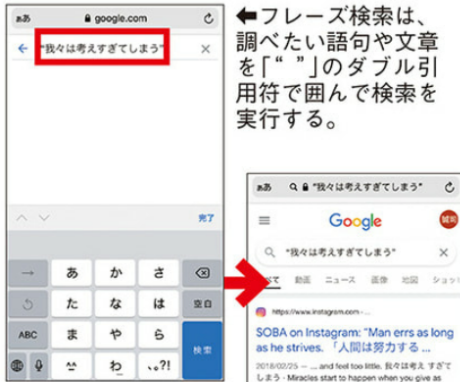 ぁあ google.com
"我々は考えすぎてしまう"
完了
→ あ か さ
た な は 空白
ABC ま や ら
検索
^^ わ 、。?!
←フレーズ検索は、
調べたい語句や文章
を「“ ”」のダブル引
用符で囲んで検索を
実行する。
ぁあ "我々は考えすぎてしまう"
Google
"我々は考えすぎてしまう"
動画 ニュース 画像 地図 ショッ
https://www.instagram.com › ...
SOBA on Instagram: "Man errs as long
as he strives. 「人間は努力する ...
2018/02/25 — ... and feel too little. 我々は考え すぎて
しまう · Miracles start to happen when you give as